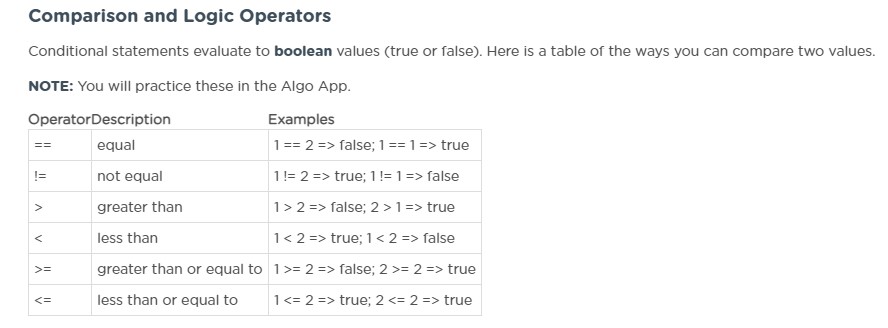 Comparison and Logic Operators
Conditional statements evaluate to boolean values (true or false). Here is a table of the ways you can compare two values.
NOTE: You will practice these in the Algo App.
Operator Description Examples
== equal 1 == 2 => false; 1 == 1 => true
!= not equal 1 != 2 => true; 1 != 1 => false
> greater than 1 > 2 => false; 2 > 1 => true
< less than 1 < 2 => true; 1 < 2 => false
>= greater than or equal to 1 >= 2 => false; 2 >= 2 => true
<= less than or equal to 1 <= 2 => true; 2 <= 2 => true